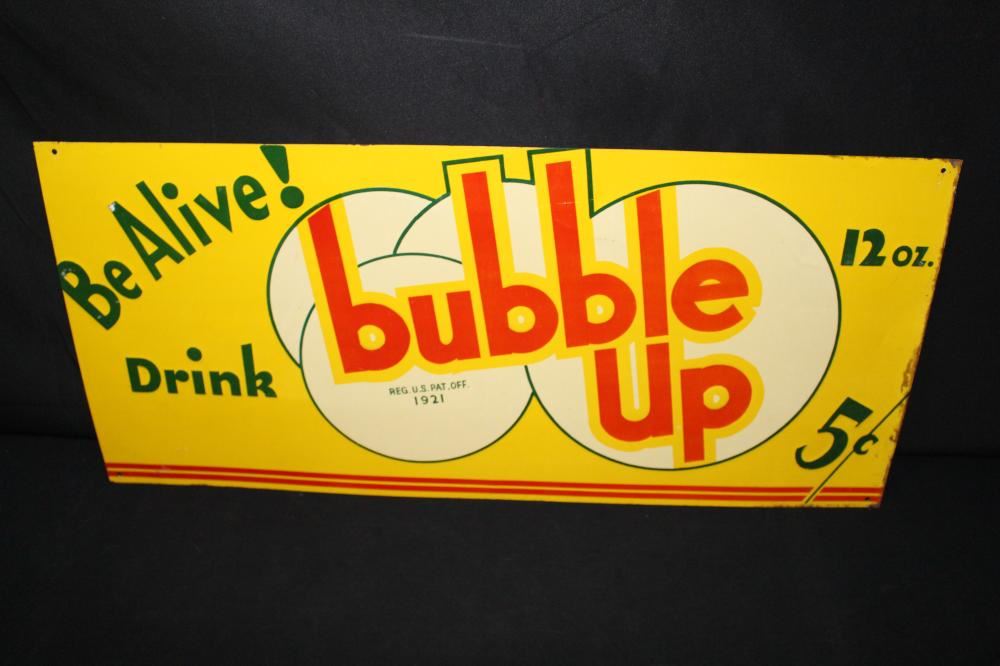 Be Alive!
Drink
bubble
up
REG. U.S. PAT. OFF.
1921
12 oz.
5¢